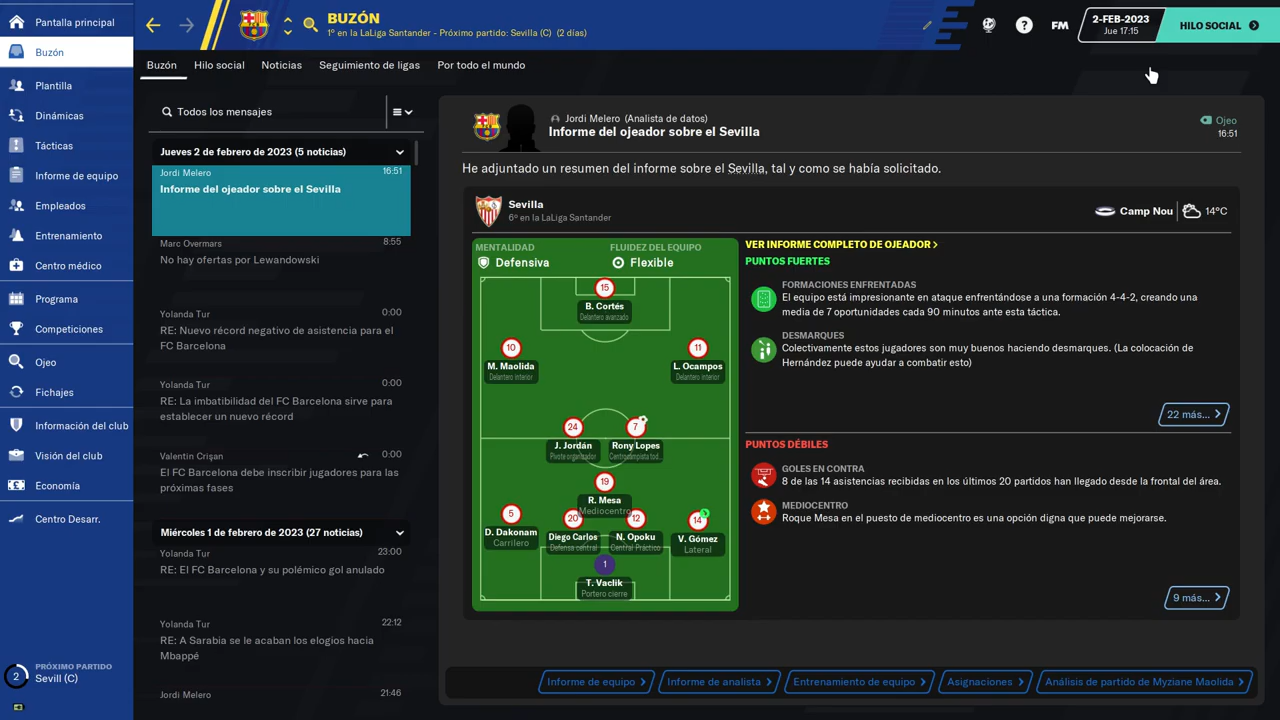 Pantalla principal
Buzón
Plantilla
Dinámicas
Tácticas
Informe de equipo
Empleados
Entrenamiento
Centro médico
Programa
Competiciones
Ojeo
Fichajes
Información del club
Visión del club
Economía
Centro Desarr.
2
PRÓXIMO PARTIDO
Sevill (C)
BUZÓN
1º en la LaLiga Santander - Próximo partido: Sevilla (C) (2 días)
?
FM
2-FEB-2023
Jue 17:15
HILO SOCIAL
Buzón
Hilo social
Noticias
Seguimiento de ligas
Por todo el mundo
Todos los mensajes
Jueves 2 de febrero de 2023 (5 noticias)
Jordi Melero 16:51
Informe del ojeador sobre el Sevilla
Marc Overmars 8:55
No hay ofertas por Lewandowski
Yolanda Tur 0:00
RE: Nuevo récord negativo de asistencia para el
FC Barcelona
Yolanda Tur 0:00
RE: La imbatibilidad del FC Barcelona sirve para
establecer un nuevo récord
Valentin Crișan 0:00
El FC Barcelona debe inscribir jugadores para las
próximas fases
Miércoles 1 de febrero de 2023 (27 noticias)
Yolanda Tur 23:00
RE: El FC Barcelona y su polémico gol anulado
Yolanda Tur 22:12
RE: A Sarabia se le acaban los elogios hacia
Mbappé
Jordi Melero 21:46
Jordi Melero (Analista de datos)
Informe del ojeador sobre el Sevilla
Ojeo
16:51
He adjuntado un resumen del informe sobre el Sevilla, tal y como se había solicitado.
Sevilla
6º en la LaLiga Santander
Camp Nou
14°C
MENTALIDAD
Defensiva
FLUIDEZ DEL EQUIPO
Flexible
15
B. Cortés
Delantero avanzado
10
M. Maolida
Delantero interior
11
L. Ocampos
Delantero interior
24
J. Jordán
Pivote organizador
7
Rony Lopes
Centrocampista tod...
19
R. Mesa
Mediocentro
5
D. Dakonam
Carrilero
20
Diego Carlos
Defensa central
12
N. Opoku
Central Práctico
14
V. Gómez
Lateral
1
T. Vaclík
Portero cierre
VER INFORME COMPLETO DE OJEADOR >
PUNTOS FUERTES
FORMACIONES ENFRENTADAS
El equipo está impresionante en ataque enfrentándose a una formación 4-4-2, creando una
media de 7 oportunidades cada 90 minutos ante esta táctica.
DESMARQUES
Colectivamente estos jugadores son muy buenos haciendo desmarques. (La colocación de
Hernández puede ayudar a combatir esto)
22 más...
PUNTOS DÉBILES
GOLES EN CONTRA
8 de las 14 asistencias recibidas en los últimos 20 partidos han llegado desde la frontal del área.
MEDIOCENTRO
Roque Mesa en el puesto de mediocentro es una opción digna que puede mejorarse.
9 más...
Informe de equipo
Informe de analista
Entrenamiento de equipo
Asignaciones
Análisis de partido de Myziane Maolida